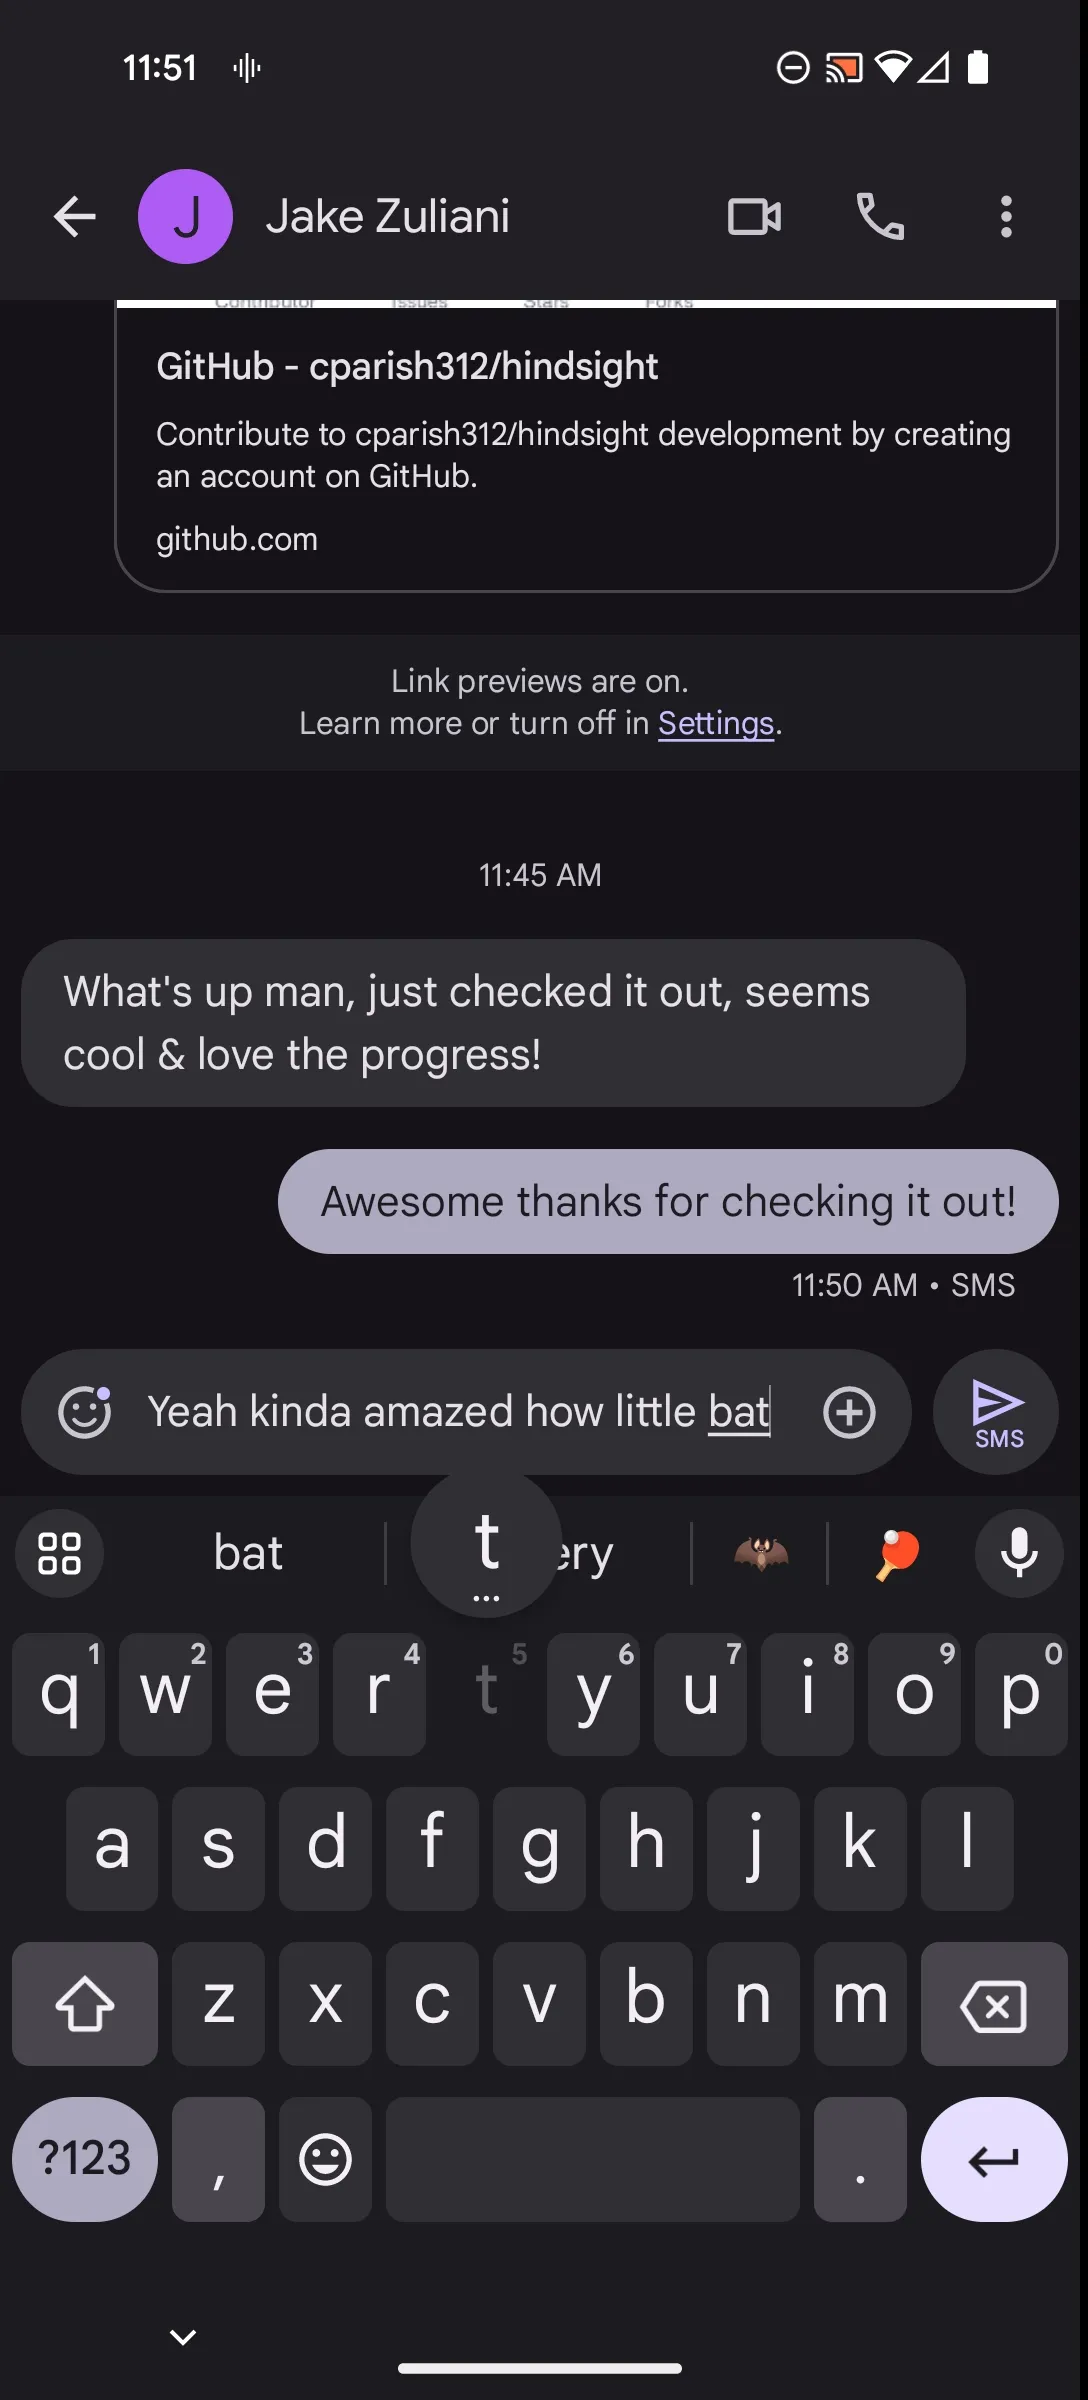 11:51
J
Jake Zuliani
Contributor Issues Stars Forks
GitHub - cparish312/hindsight
Contribute to cparish312/hindsight development by creating
an account on GitHub.
github.com
Link previews are on.
Learn more or turn off in Settings.
11:45 AM
What's up man, just checked it out, seems
cool & love the progress!
Awesome thanks for checking it out!
11:50 AM • SMS
Yeah kinda amazed how little bat
SMS
bat t ery
...
1 2 3 4 5 6 7 8 9 0
q w e r t y u i o p
a s d f g h j k l
z x c v b n m
?123 , .